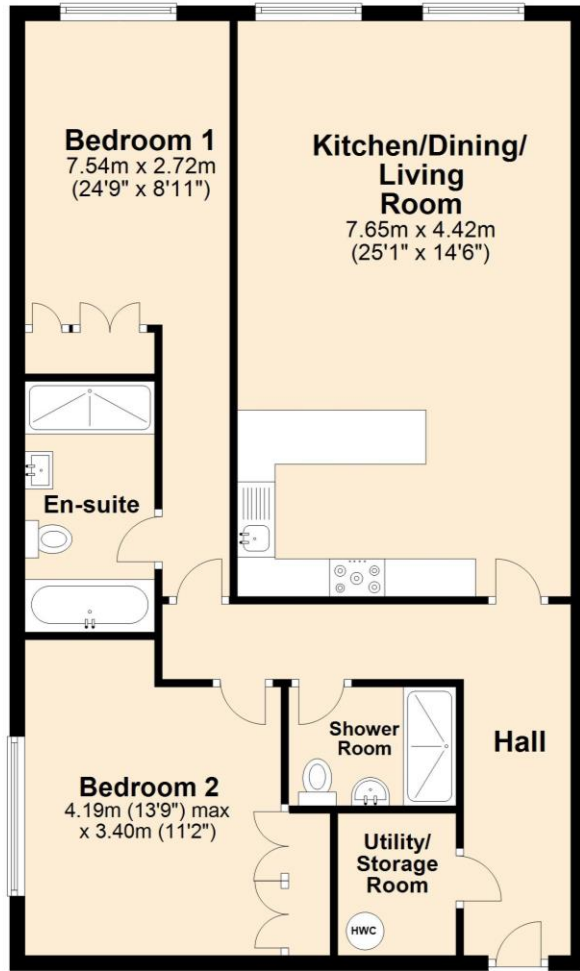 Bedroom 1
7.54m x 2.72m
(24'9" x 8'11")
Kitchen/Dining/
Living
Room
7.65m x 4.42m
(25'1" x 14'6")
En-suite
Shower
Room
Hall
Bedroom 2
4.19m (13'9") max
x 3.40m (11'2")
Utility/
Storage
Room
HWC